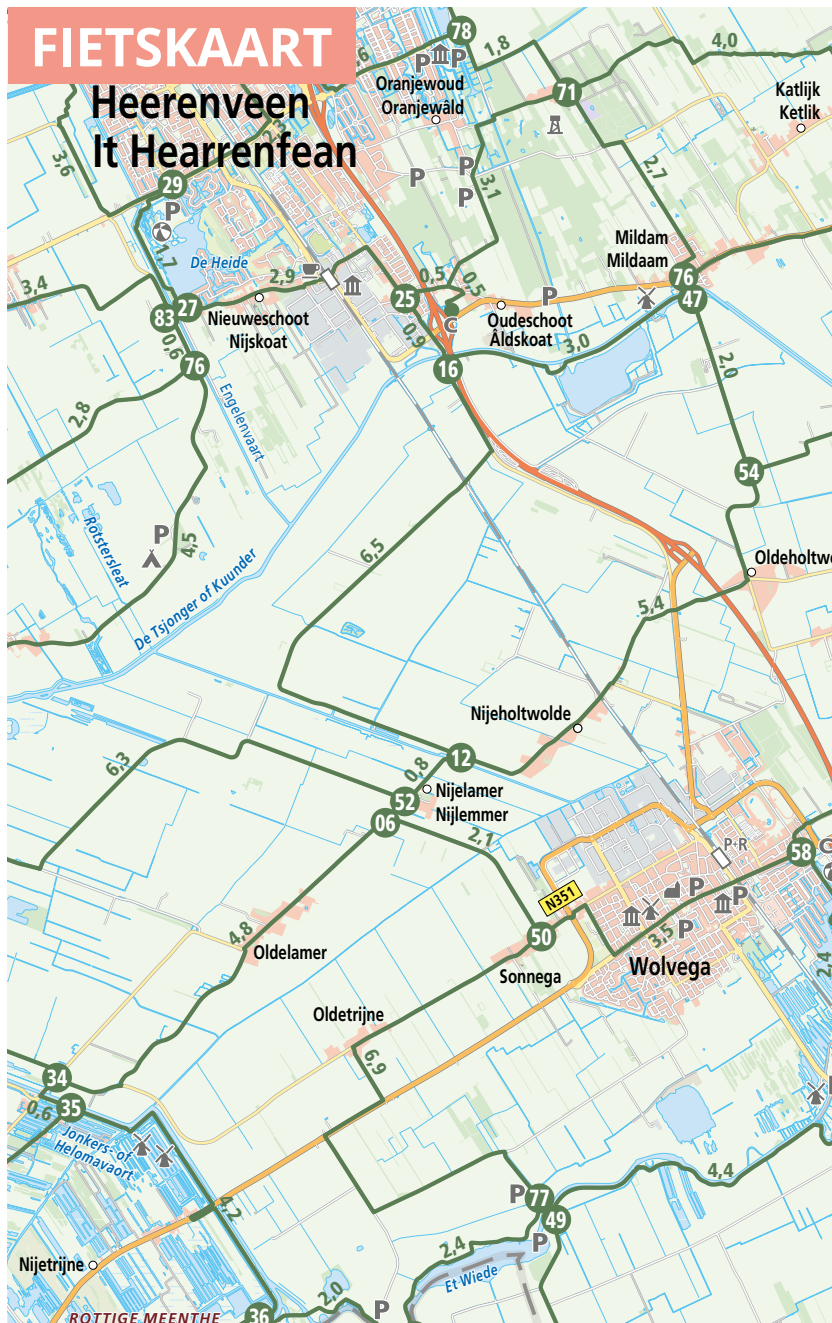 FIETSKAART
Heerenveen
It Hearrenfean
78
1,8
4,0
P
P
Oranjewoud
Oranjewâld
71
Katlijk
Ketlik
3,6
29
P
P
P
3,1
2,7
P
1,7
De Heide
Mildam
Mildaam
3,4
2,9
0,5
0,5
76
47
25
P
83
27
Nieuweschoot
Nijskoat
C
Oudeschoot
Âldskoat
0,6
0,9
3,0
76
16
2,0
2,8
Engelenvaart
54
Rotstersleat
P
4,5
6,5
Oldeholtwo
De Tsjonger of Kuunder
5,4
Nijeholtwolde
6,3
12
0,8
52
Nijelamer
Nijlemmer
06
2,1
P+R
58
C
N351
P
P
4,8
50
3,5
P
Oldelamer
Sonnega
Wolvega
2,4
Oldetrijne
6,9
34
0,6
35
Jonkers- of
Helomavaort
4,4
P
77
4,2
49
P
2,4
Nijetrijne
Et Wiede
2,0
P
ROTTIGE MEENTHE
36